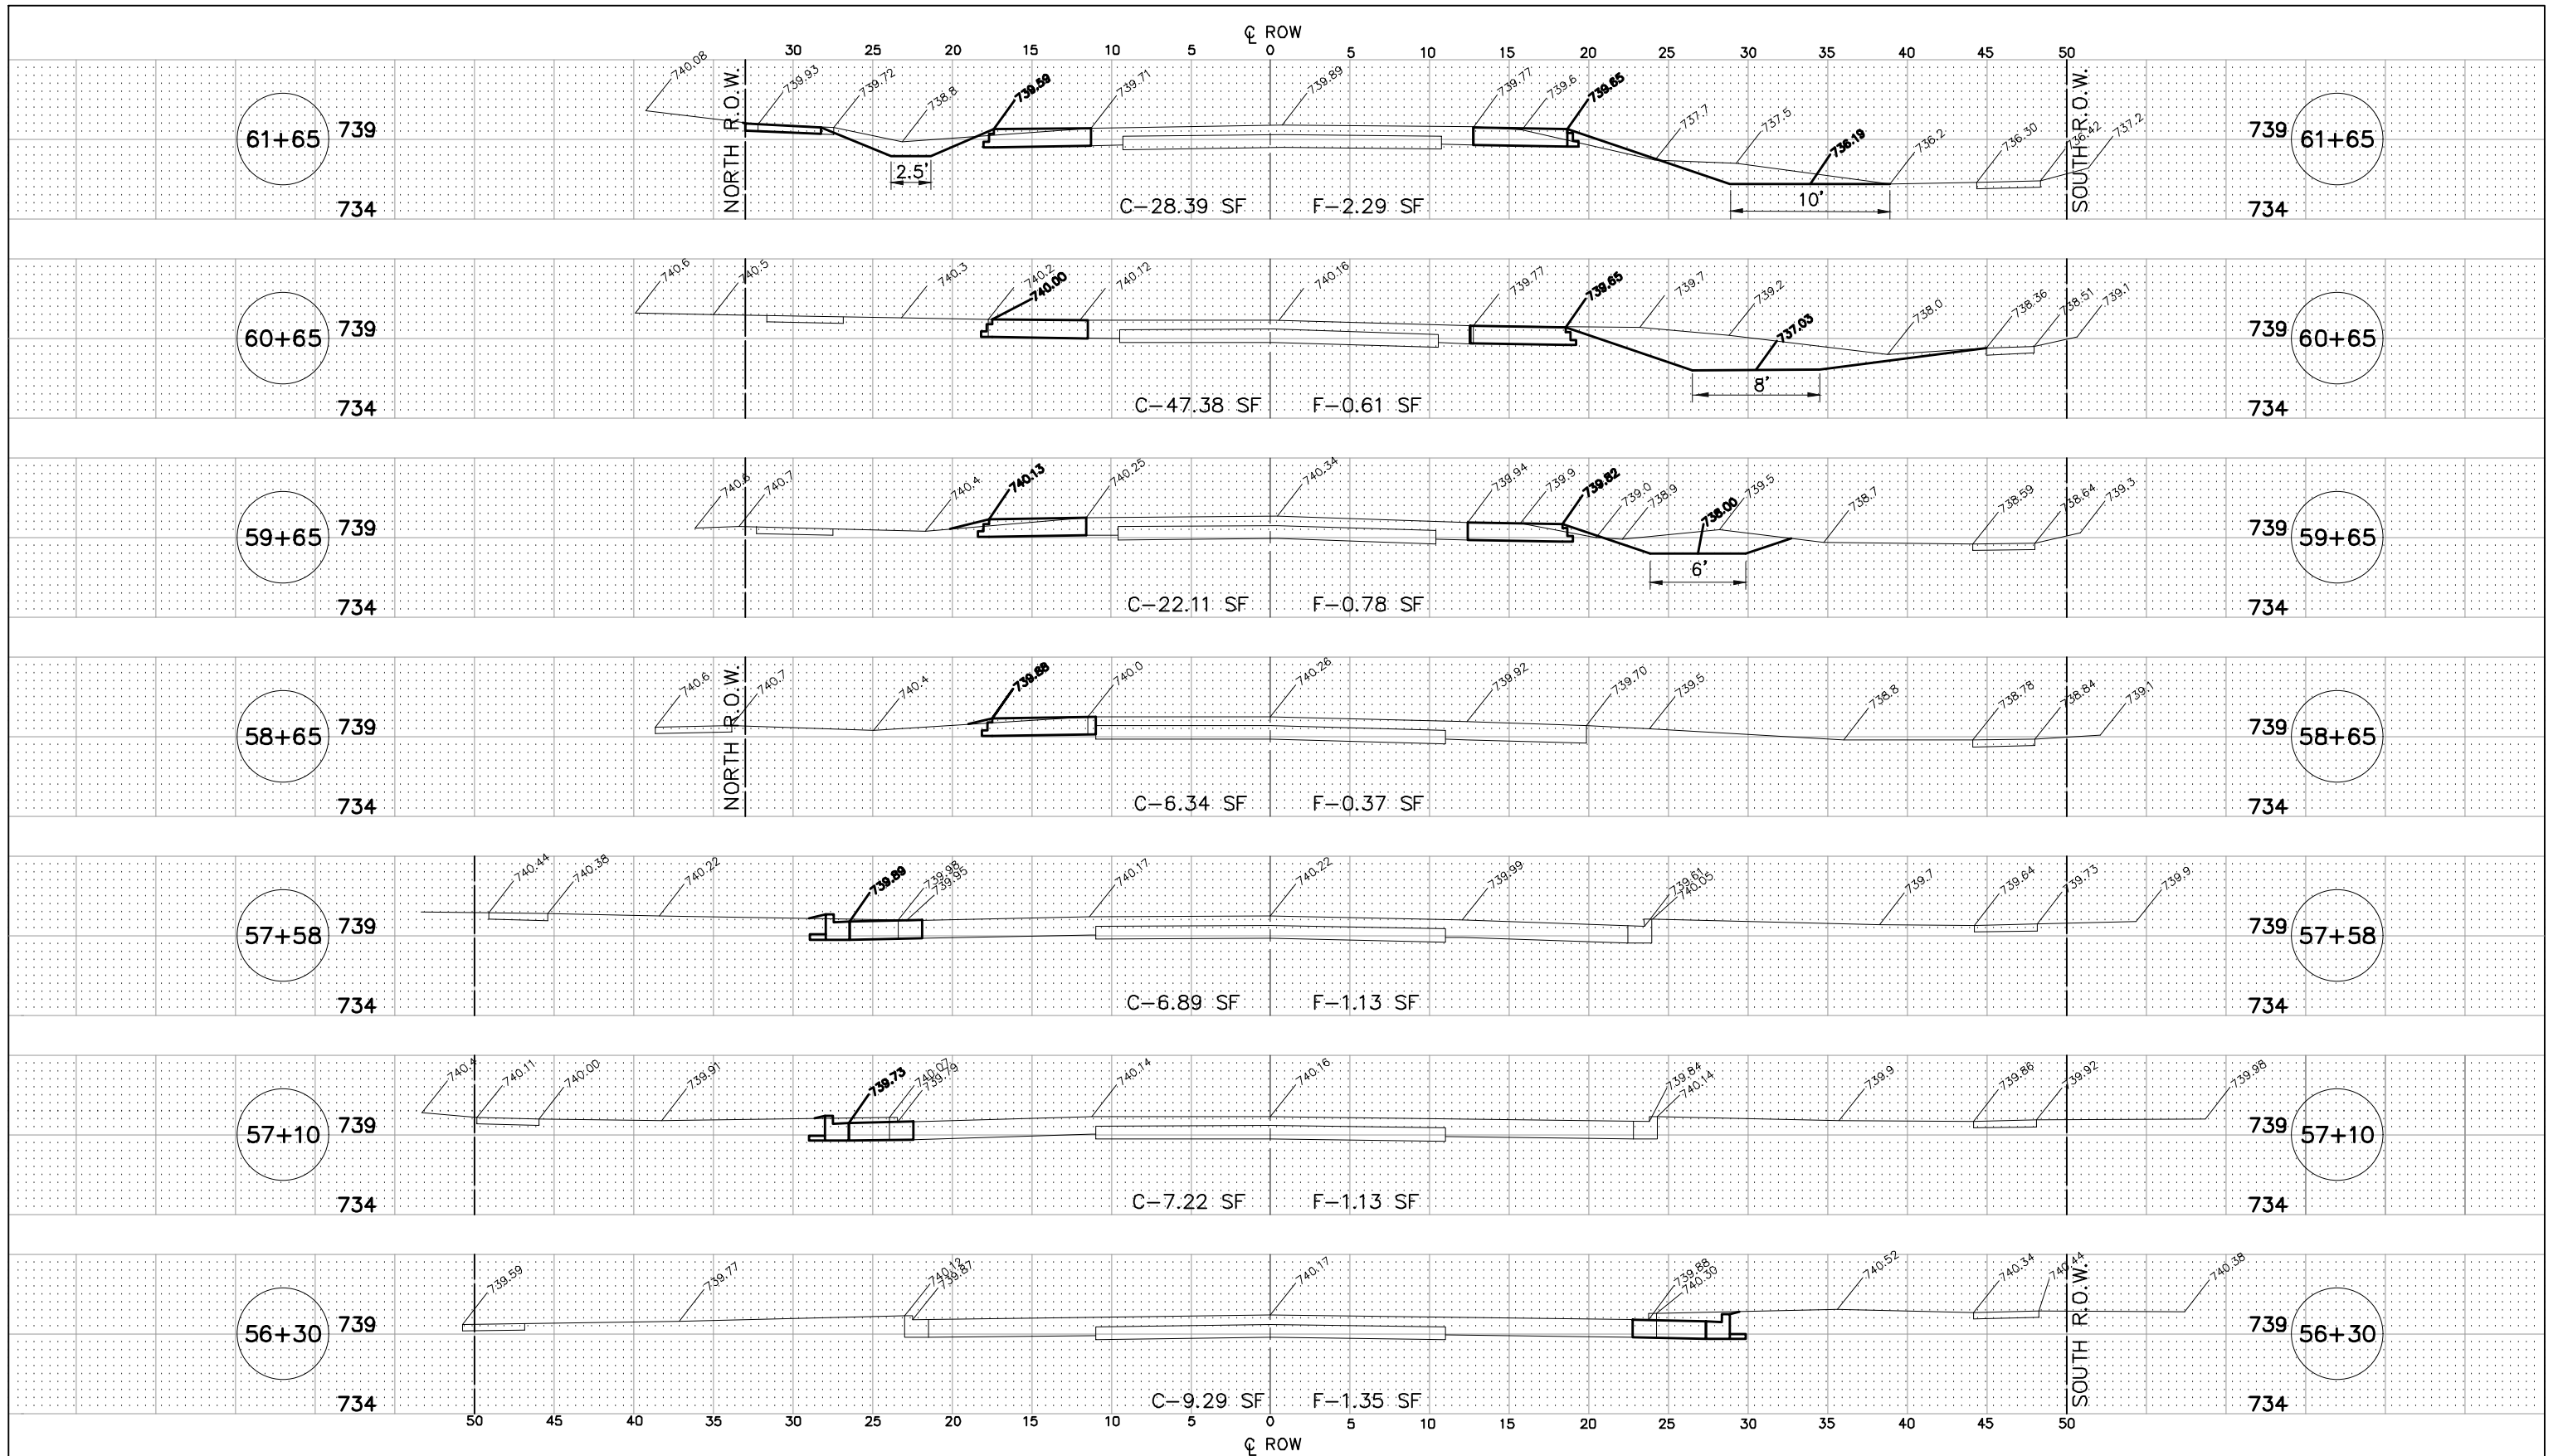 ℄ ROW
30 25 20 15 10 5 0 5 10 15 20 25 30 35 40 45 50
740.08 739.93 739.72 738.8 739.59 739.71 739.89 739.77 739.6 739.65 737.7 737.5 736.19 736.2 736.30 736.42 737.2
NORTH R.O.W. SOUTH R.O.W.
61+65 739 739 61+65
2.5' 10'
734 C-28.39 SF F-2.29 SF 734
740.6 740.5 740.3 740.2 740.00 740.12 740.16 739.77 739.65 739.7 739.2 737.03 738.0 738.36 738.51 739.1
60+65 739 739 60+65
8'
734 C-47.38 SF F-0.61 SF 734
740.6 740.7 740.4 740.13 740.25 740.34 739.94 739.9 739.82 739.0 738.9 738.00 739.5 738.7 738.59 738.64 739.3
59+65 739 739 59+65
6'
734 C-22.11 SF F-0.78 SF 734
740.6 740.7 740.4 739.88 740.0 740.26 739.92 739.70 739.5 738.8 738.78 738.84 739.1
NORTH R.O.W.
58+65 739 739 58+65
734 C-6.34 SF F-0.37 SF 734
740.44 740.38 740.22 739.89 739.98 739.95 740.17 740.22 739.99 739.61 740.05 739.7 739.64 739.73 739.9
57+58 739 739 57+58
734 C-6.89 SF F-1.13 SF 734
740.4 740.11 740.00 739.91 739.73 740.07 739.79 740.14 740.16 739.84 740.14 739.9 739.86 739.92 739.98
57+10 739 739 57+10
734 C-7.22 SF F-1.13 SF 734
739.59 739.77 740.12 739.87 740.17 739.88 740.30 740.52 740.34 740.44 740.38
SOUTH R.O.W.
56+30 739 739 56+30
734 C-9.29 SF F-1.35 SF 734
50 45 40 35 30 25 20 15 10 5 0 5 10 15 20 25 30 35 40 45 50
℄ ROW